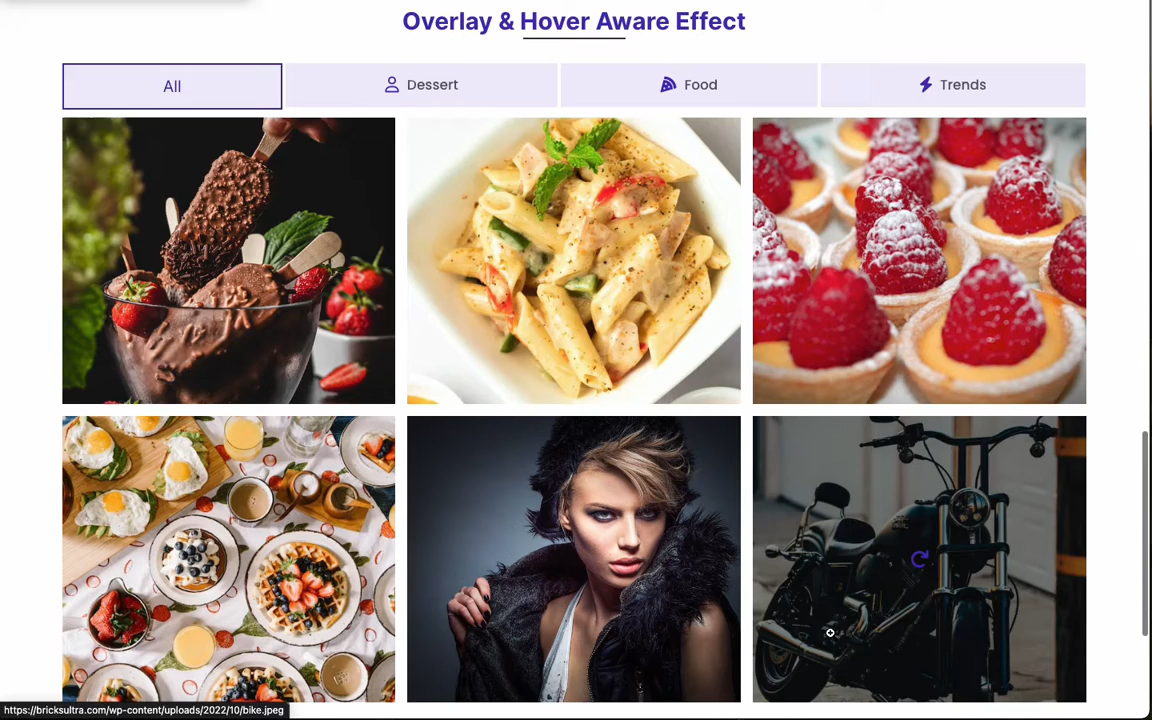 Overlay & Hover Aware Effect
All
Dessert
Food
Trends
https://bricksultra.com/wp-content/uploads/2022/10/bike.jpeg